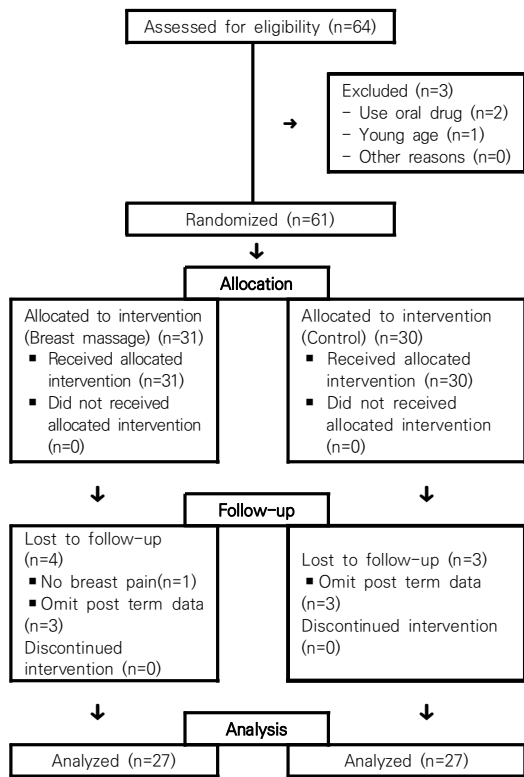 Assessed for eligibility (n=64)
Excluded (n=3)
- Use oral drug (n=2)
- Young age (n=1)
- Other reasons (n=0)
Randomized (n=61)
Allocation
Allocated to intervention
(Breast massage) (n=31)
▪ Received allocated
intervention (n=31)
▪ Did not received
allocated intervention
(n=0)
Allocated to intervention
(Control) (n=30)
▪ Received allocated
intervention (n=30)
▪ Did not received
allocated intervention
(n=0)
Follow-up
Lost to follow-up
(n=4)
▪ No breast pain(n=1)
▪ Omit post term data
(n=3)
Discontinued
intervention (n=0)
Lost to follow-up (n=3)
▪ Omit post term data
(n=3)
Discontinued intervention
(n=0)
Analysis
Analyzed (n=27)
Analyzed (n=27)